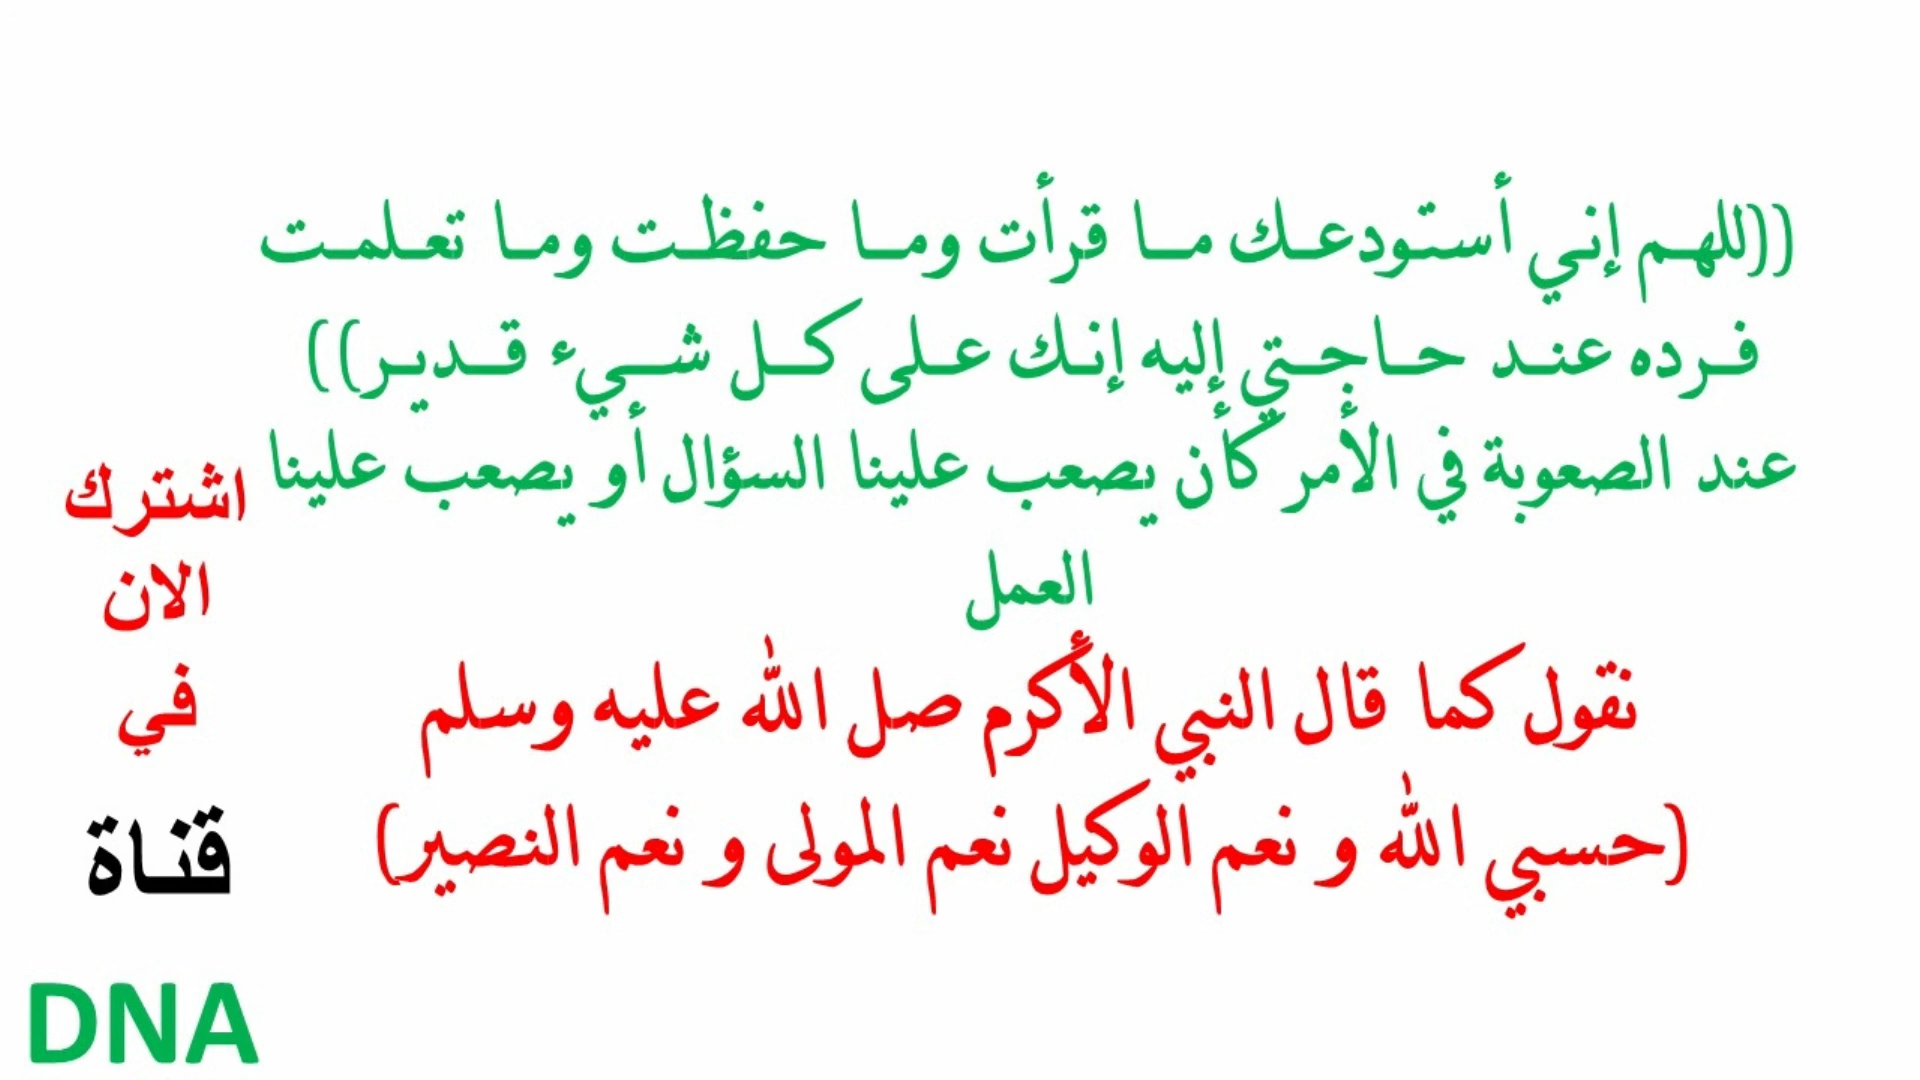 ((للهم إني أستودعك ما قرأت وما حفظت وما تعلمت
فرده عند حاجتي إليه إنك على كل شيء قدير))
عند الصعوبة في الأمر كأن يصعب علينا السؤال أو يصعب علينا
العمل
نقول كما قال النبي الأكرم صل الله عليه وسلم
(حسبي الله و نعم الوكيل نعم المولى و نعم النصير)
اشترك
الان
في
قناة
DNA